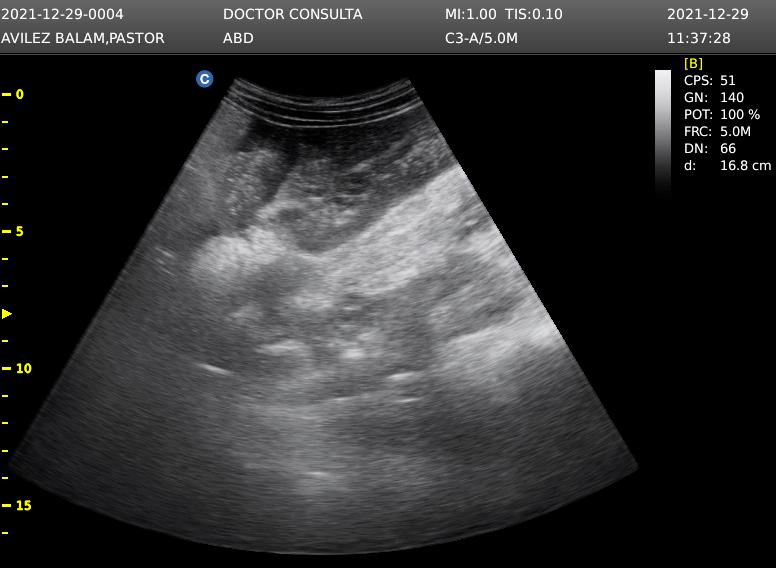 2021-12-29-0004 DOCTOR CONSULTA MI:1.00 TIS:0.10 2021-12-29
AVILEZ BALAM,PASTOR ABD C3-A/5.0M 11:37:28
[B]
CPS: 51
GN: 140
POT: 100 %
FRC: 5.0M
DN: 66
d: 16.8 cm
C
0
5
10
15